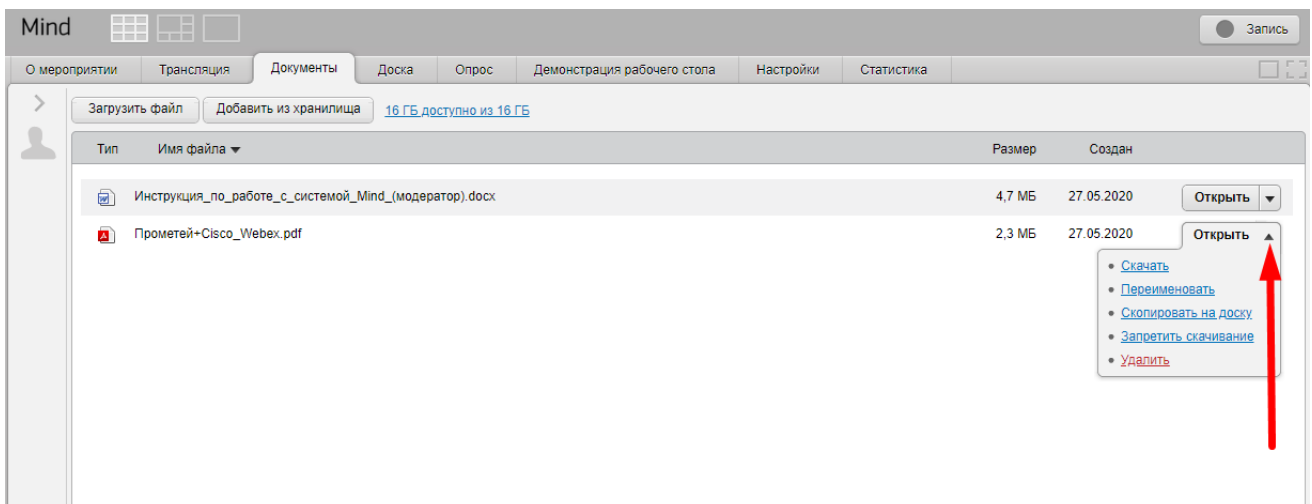 Mind
Запись
О мероприятии Трансляция Документы Доска Опрос Демонстрация рабочего стола Настройки Статистика
Загрузить файл Добавить из хранилища 16 ГБ доступно из 16 ГБ
Тип Имя файла Размер Создан
Инструкция_по_работе_с_системой_Mind_(модератор).docx 4,7 МБ 27.05.2020 Открыть
Прометей+Cisco_Webex.pdf 2,3 МБ 27.05.2020 Открыть
Скачать
Переименовать
Скопировать на доску
Запретить скачивание
Удалить